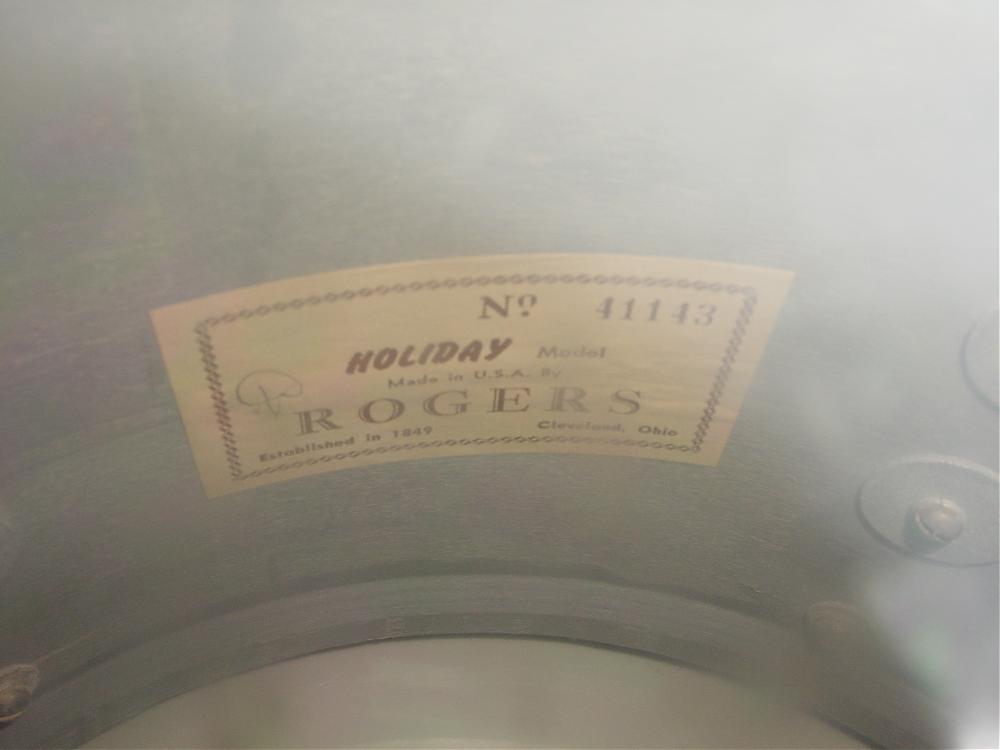 Nº 41143
HOLIDAY Model
Made in U.S.A. By
ROGERS
Established in 1849 Cleveland, Ohio